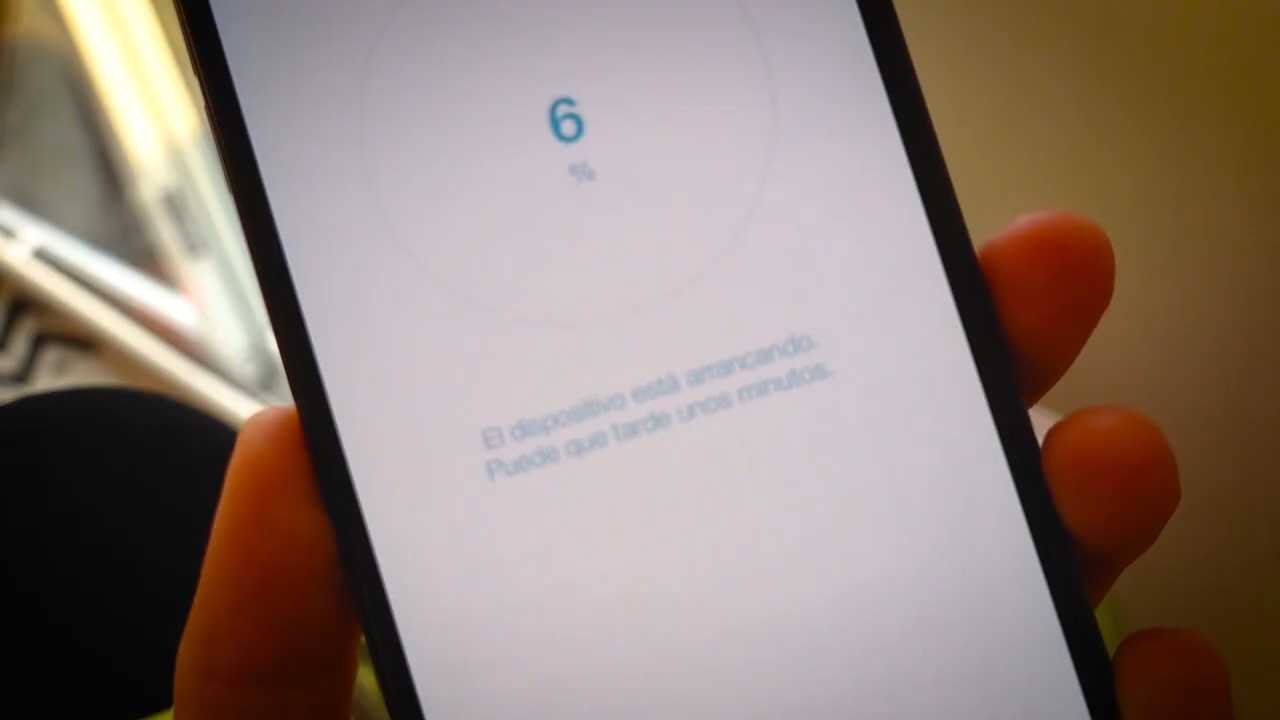 6
%
El dispositivo está arrancando.
Puede que tarde unos minutos.